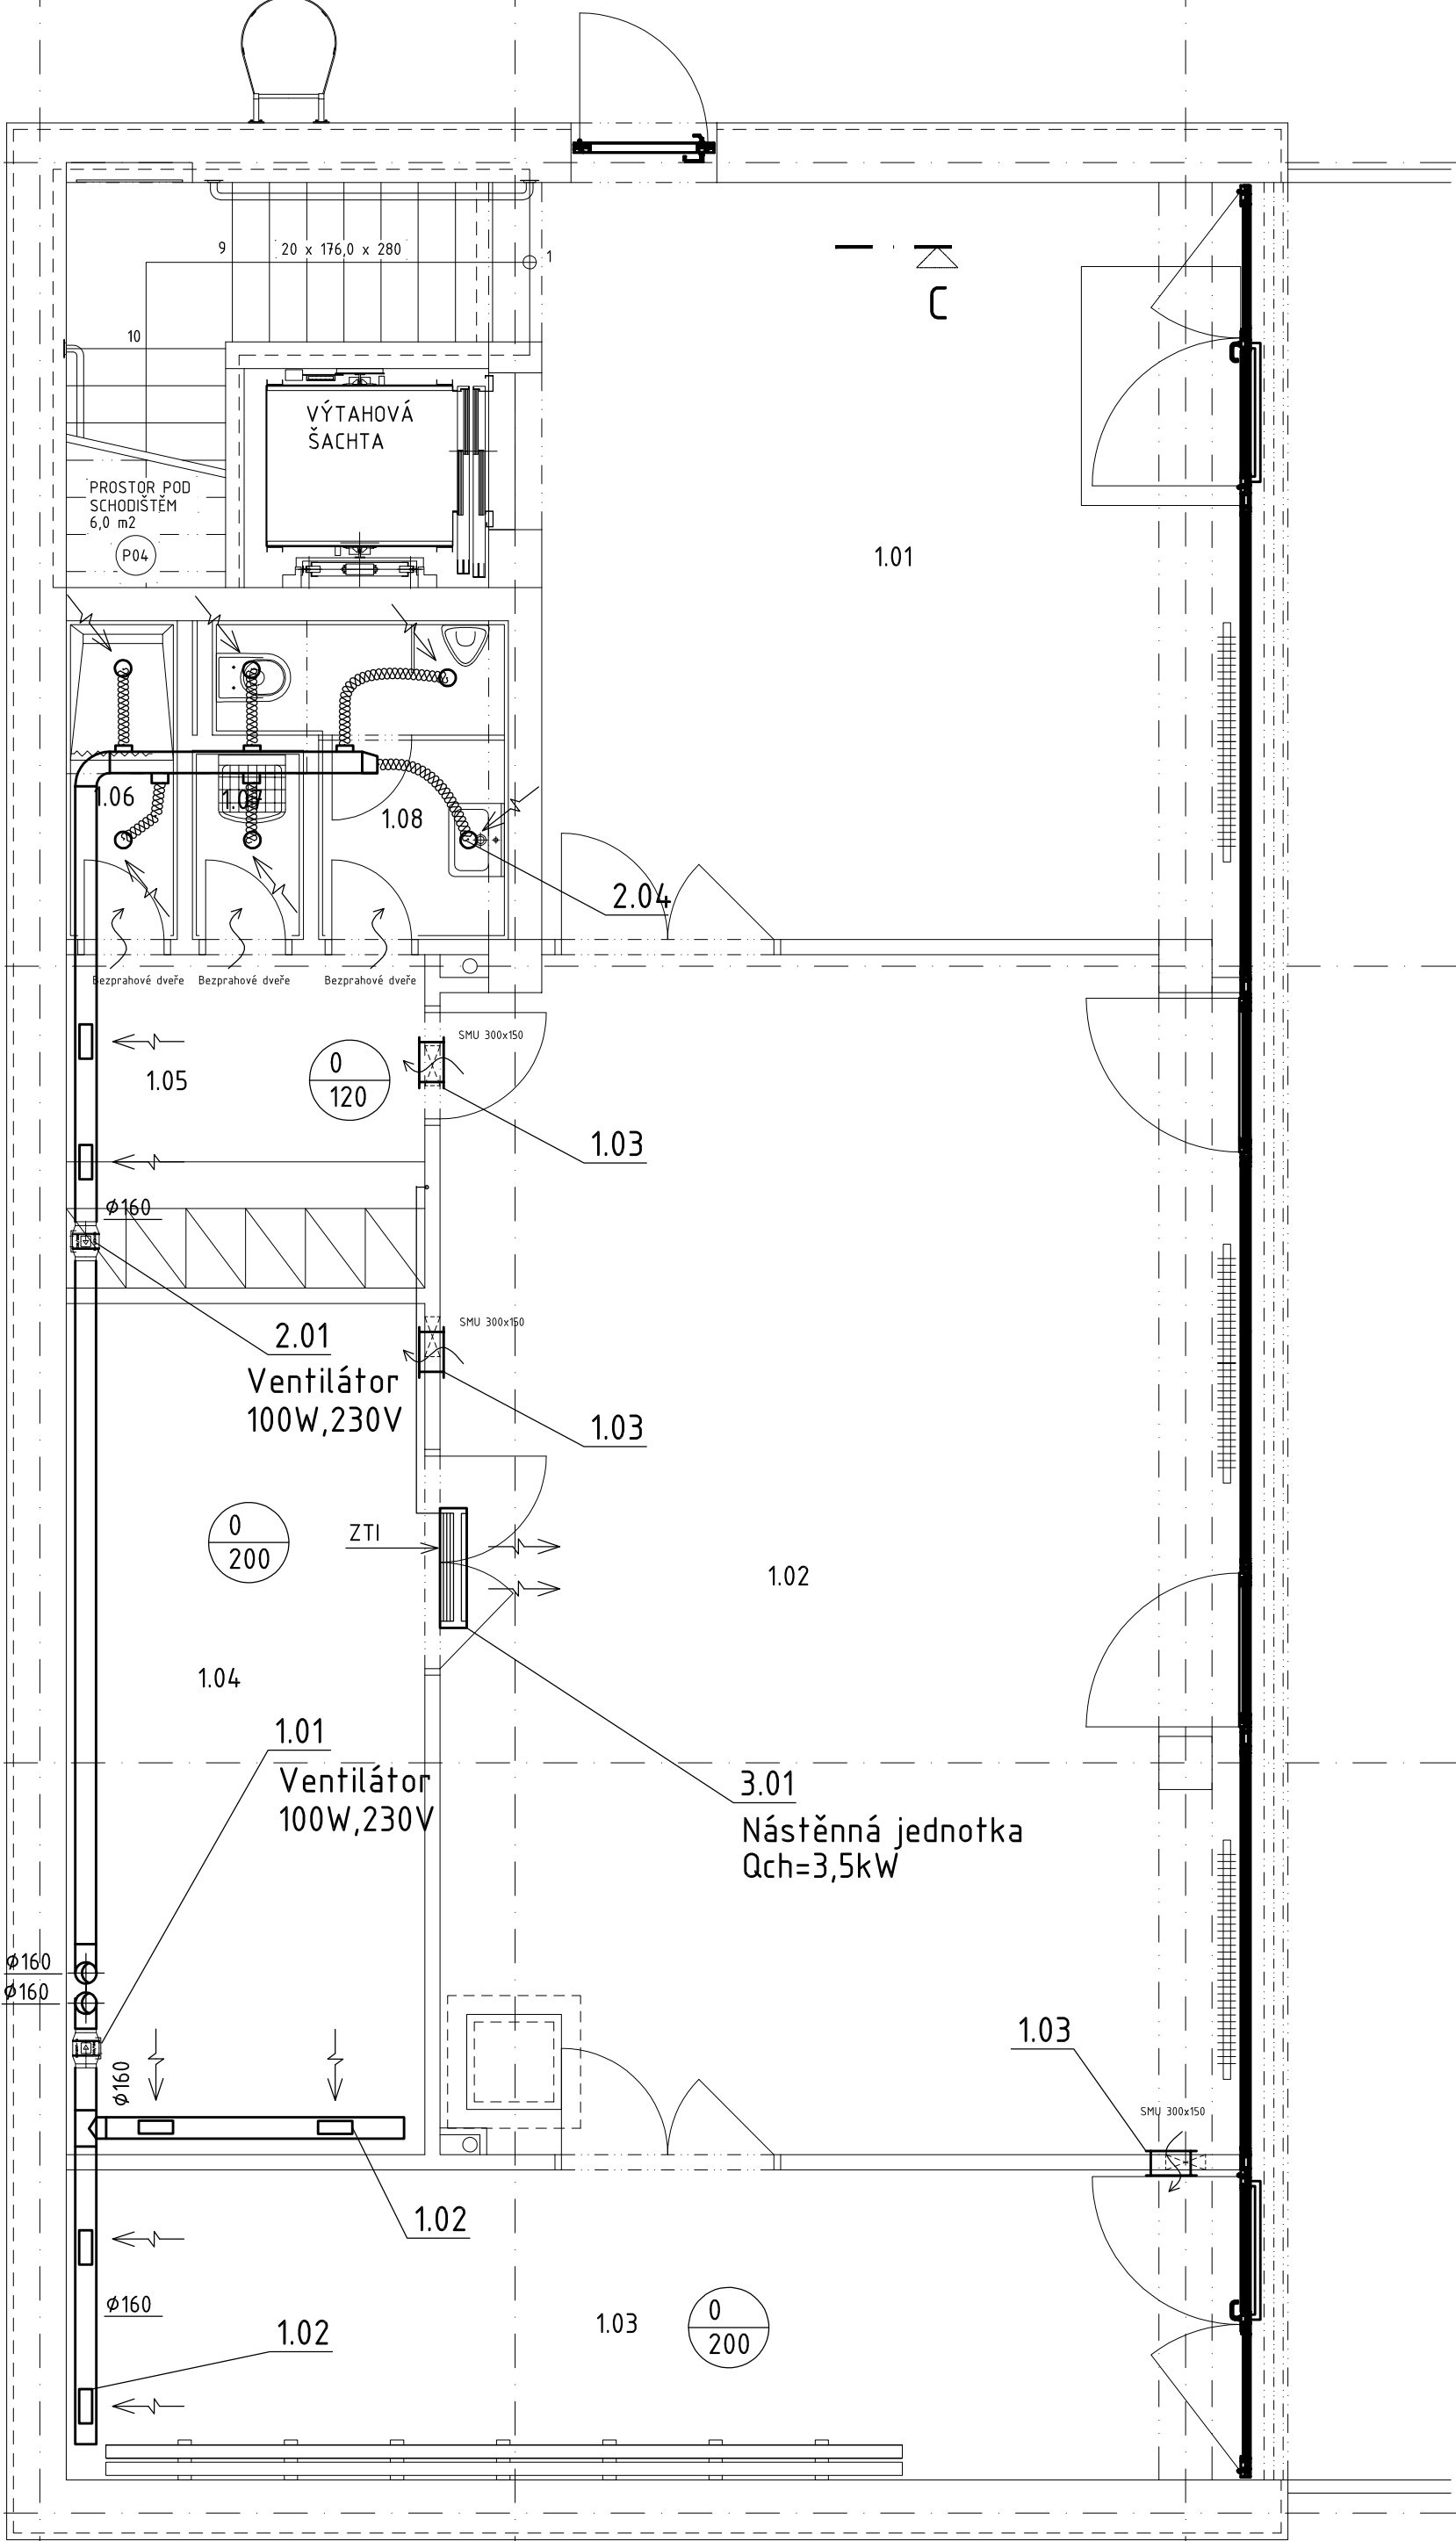 9
20 x 176,0 x 280
1
C
10
VÝTAHOVÁ
ŠACHTA
PROSTOR POD
SCHODIŠTĚM
6,0 m2
P04
1.01
1.06
1.07
1.08
2.04
Bezprahové dveře
Bezprahové dveře
Bezprahové dveře
SMU 300x150
0
120
1.05
1.03
ϕ160
SMU 300x150
2.01
Ventilátor
100W,230V
1.03
0
200
ZTI
1.02
1.04
1.01
Ventilátor
100W,230V
3.01
Nástěnná jednotka
Qch=3,5kW
ϕ160
ϕ160
1.03
ϕ160
SMU 300x150
1.02
ϕ160
1.03
0
200
1.02